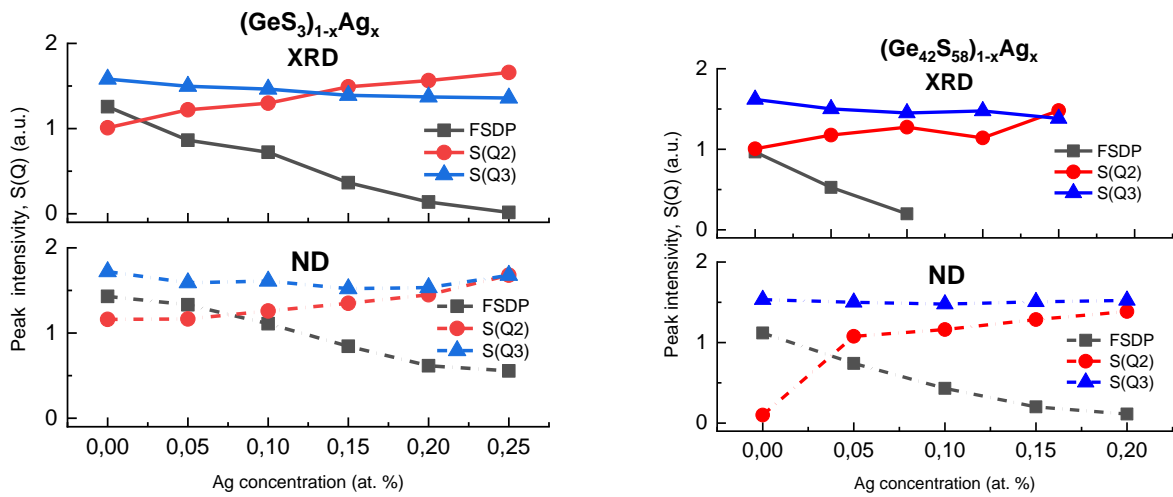 (GeS3)1-xAgx
XRD
2
1
0
FSDP
S(Q2)
S(Q3)
ND
2
1
0
FSDP
S(Q2)
S(Q3)
0,00 0,05 0,10 0,15 0,20 0,25
Ag concentration (at. %)
Peak intensivity, S(Q) (a.u.)
(Ge42S58)1-xAgx
XRD
2
1
0
FSDP
S(Q2)
S(Q3)
ND
2
1
0
FSDP
S(Q2)
S(Q3)
0,00 0,05 0,10 0,15 0,20
Ag concentration (at. %)
Peak intensivity, S(Q) (a.u.)